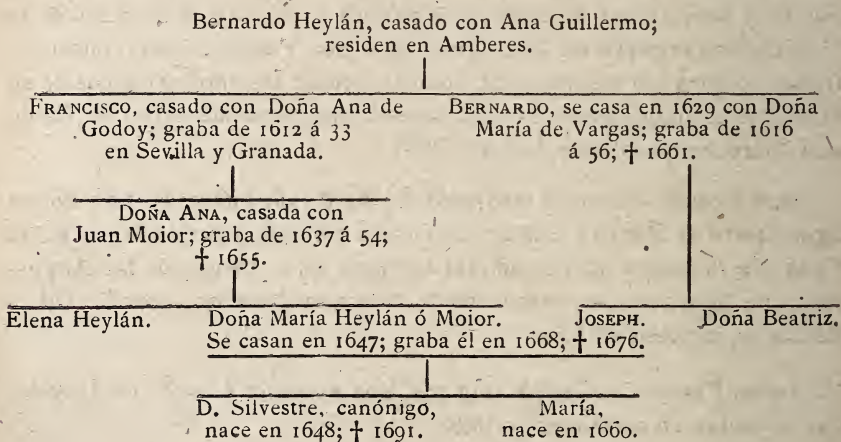 Bernardo Heylán, casado con Ana Guillermo;
residen en Amberes.
FRANCISCO, casado con Doña Ana de
Godoy; graba de 1612 á 33
en Sevilla y Granada.
BERNARDO, se casa en 1629 con Doña
María de Vargas; graba de 1616
á 56; † 1661.
DOÑA ANA, casada con
Juan Moior; graba de 1637 á 54;
† 1655.
Elena Heylán.
Doña María Heylán ó Moior.
JOSEPH.
Doña Beatriz.
Se casan en 1647; graba él en 1668; † 1676.
D. Silvestre, canónigo,
nace en 1648; † 1691.
María,
nace en 1660.